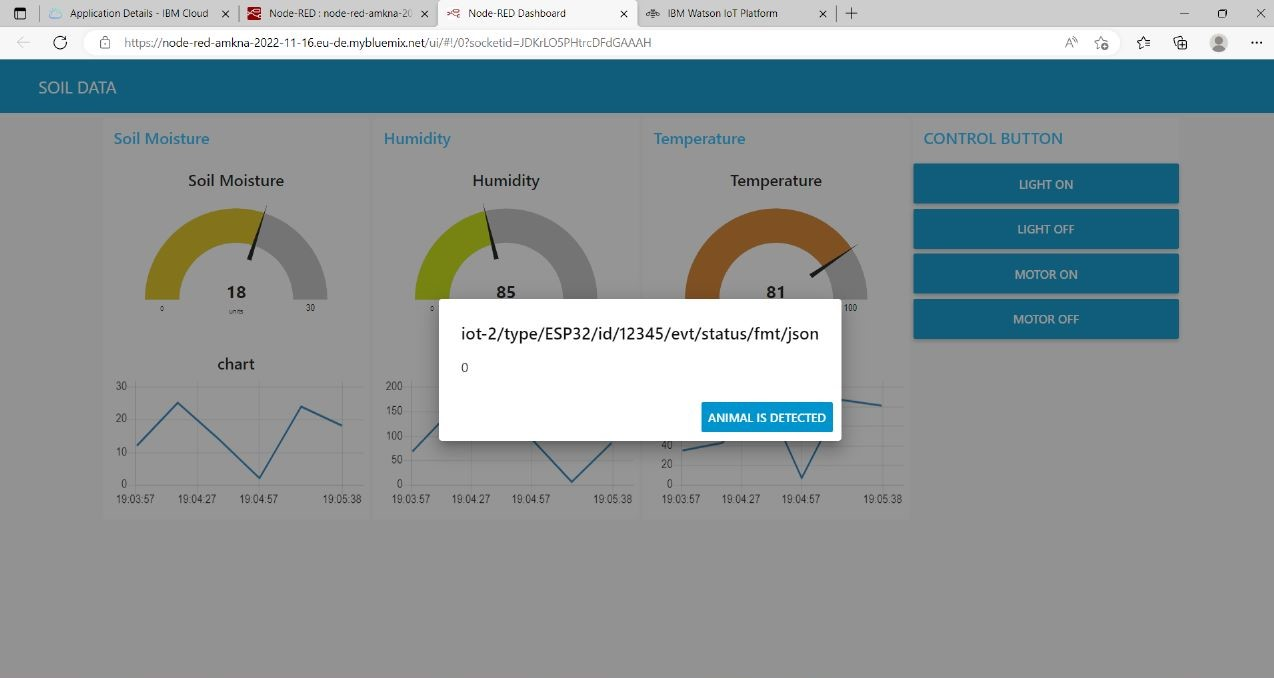 Application Details - IBM Cloud
Node-RED : node-red-amkna-20
Node-RED Dashboard
IBM Watson IoT Platform
https://node-red-amkna-2022-11-16.eu-de.mybluemix.net/ui/#!/0?socketid=JDKrLO5PHtrcDFdGAAAH
SOIL DATA
Soil Moisture
Soil Moisture
18
units
0
30
chart
30
20
10
0
19:03:57 19:04:27 19:04:57 19:05:38
Humidity
Humidity
85
0
200
150
100
50
0
19:03:57 19:04:27 19:04:57 19:05:38
Temperature
Temperature
81
100
40
20
0
19:03:57 19:04:27 19:04:57 19:05:38
CONTROL BUTTON
LIGHT ON
LIGHT OFF
MOTOR ON
MOTOR OFF
iot-2/type/ESP32/id/12345/evt/status/fmt/json
0
ANIMAL IS DETECTED